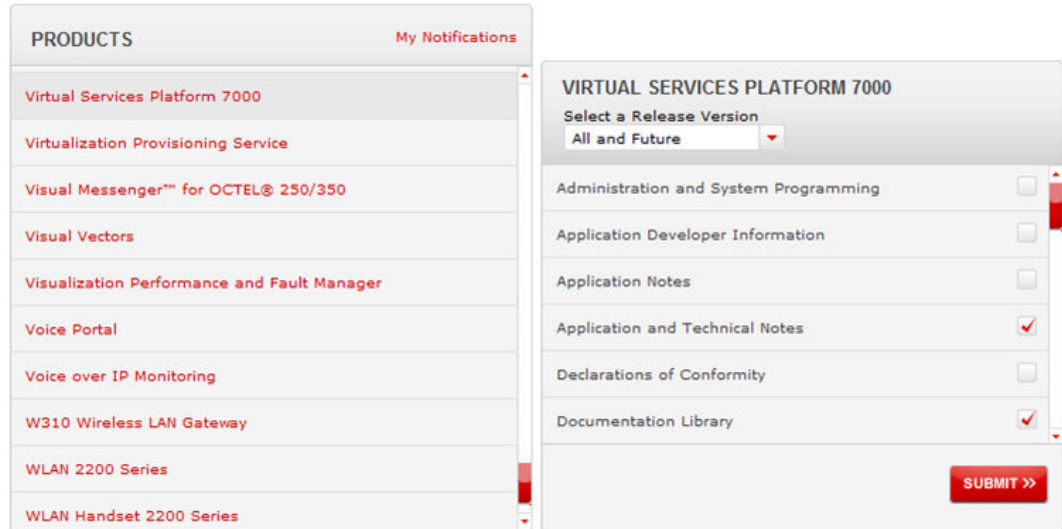 PRODUCTS
My Notifications
Virtual Services Platform 7000
Virtualization Provisioning Service
Visual Messenger™ for OCTEL® 250/350
Visual Vectors
Visualization Performance and Fault Manager
Voice Portal
Voice over IP Monitoring
W310 Wireless LAN Gateway
WLAN 2200 Series
WLAN Handset 2200 Series
VIRTUAL SERVICES PLATFORM 7000
Select a Release Version
All and Future
Administration and System Programming
Application Developer Information
Application Notes
Application and Technical Notes
Declarations of Conformity
Documentation Library
SUBMIT >>